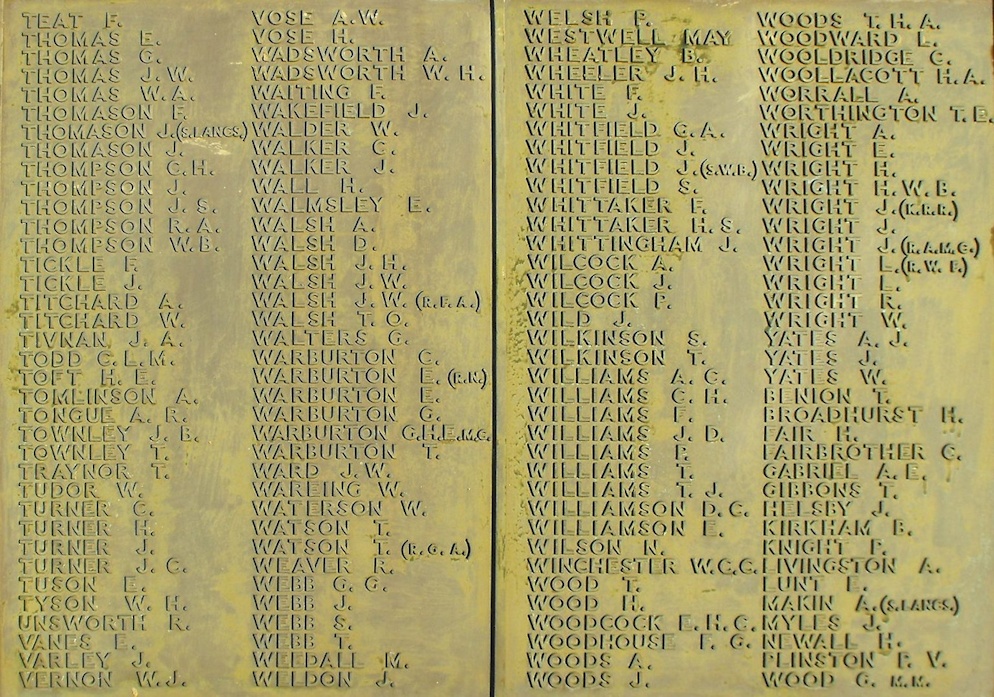 TEAT F.
THOMAS E.
THOMAS G.
THOMAS J.W.
THOMAS W.A.
THOMASON F.
THOMASON J.(S.LANCS.)
THOMASON J.
THOMPSON C.H.
THOMPSON J.
THOMPSON J.S.
THOMPSON R.A.
THOMPSON W.B.
TICKLE F.
TICKLE J.
TITCHARD A.
TITCHARD W.
TIVNAN, J.A.
TODD C.L.M.
TOFT H.E.
TOMLINSON A.
TONGUE A.R.
TOWNLEY J.B.
TOWNLEY T.
TRAYNOR T.
TUDOR W.
TURNER C.
TURNER H.
TURNER J.
TURNER J.C.
TUSON E.
TYSON W.H.
UNSWORTH R.
VANES E.
VARLEY J.
VERNON W.J.
VOSE A.W.
VOSE H.
WADSWORTH A.
WADSWORTH W.H.
WAITING F.
WAKEFIELD J.
WALDER W.
WALKER C.
WALKER J.
WALL H.
WALMSLEY E.
WALSH A.
WALSH D.
WALSH J.H.
WALSH J.W.
WALSH J.W. (R.F.A.)
WALSH T.O.
WALTERS G.
WARBURTON C.
WARBURTON E. (R.N.)
WARBURTON E.
WARBURTON G.
WARBURTON G.H.E.M.G.
WARBURTON T.
WARD J.W.
WAREING W.
WATERSON W.
WATSON T.
WATSON T. (R.G.A.)
WEAVER R.
WEBB G.G.
WEBB J.
WEBB S.
WEBB T.
WEEDALL M.
WELDON J.
WELSH P.
WESTWELL MAY
WHEATLEY B.
WHEELER J.H.
WHITE F.
WHITE J.
WHITFIELD G.A.
WHITFIELD J.
WHITFIELD J.(S.W.B.)
WHITFIELD S.
WHITTAKER F.
WHITTAKER H.S.
WHITTINGHAM J.
WILCOCK A.
WILCOCK J.
WILCOCK P.
WILD J.
WILKINSON S.
WILKINSON T.
WILLIAMS A.G.
WILLIAMS C.H.
WILLIAMS F.
WILLIAMS J.D.
WILLIAMS P.
WILLIAMS T.
WILLIAMS T.J.
WILLIAMSON D.C.
WILLIAMSON E.
WILSON N.
WINCHESTER W.C.G.
WOOD T.
WOOD H.
WOODCOCK E.H.C.
WOODHOUSE F.G.
WOODS A.
WOODS J.
WOODS T.H.A.
WOODWARD L.
WOOLDRIDGE C.
WOOLLACOTT H.A.
WORRALL A.
WORTHINGTON T.E.
WRIGHT A.
WRIGHT E.
WRIGHT H.
WRIGHT H.W.B.
WRIGHT J.(K.R.R.)
WRIGHT J.
WRIGHT J.(R.A.M.C.)
WRIGHT L.(R.W.F.)
WRIGHT L.
WRIGHT R.
WRIGHT W.
YATES A.J.
YATES J.
YATES W.
BENION T.
BROADHURST H.
FAIR H.
FAIRBROTHER C.
GABRIEL A.E.
GIBBONS T.
HELSBY J.
KIRKHAM B.
KNIGHT P.
LIVINGSTON A.
LUNT E.
MAKIN A.(S.LANCS.)
MYLES J.
NEWALL H.
PLINSTON F.V.
WOOD G. M.M.